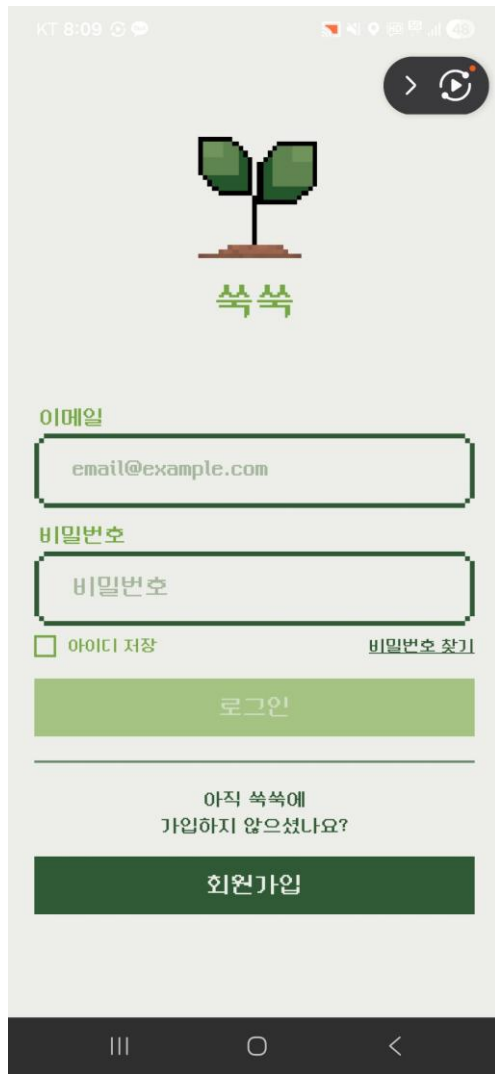 KT 8:09
48
쑥쑥
이메일
email@example.com
비밀번호
비밀번호
아이디 저장
비밀번호 찾기
로그인
아직 쑥쑥에
가입하지 않으셨나요?
회원가입